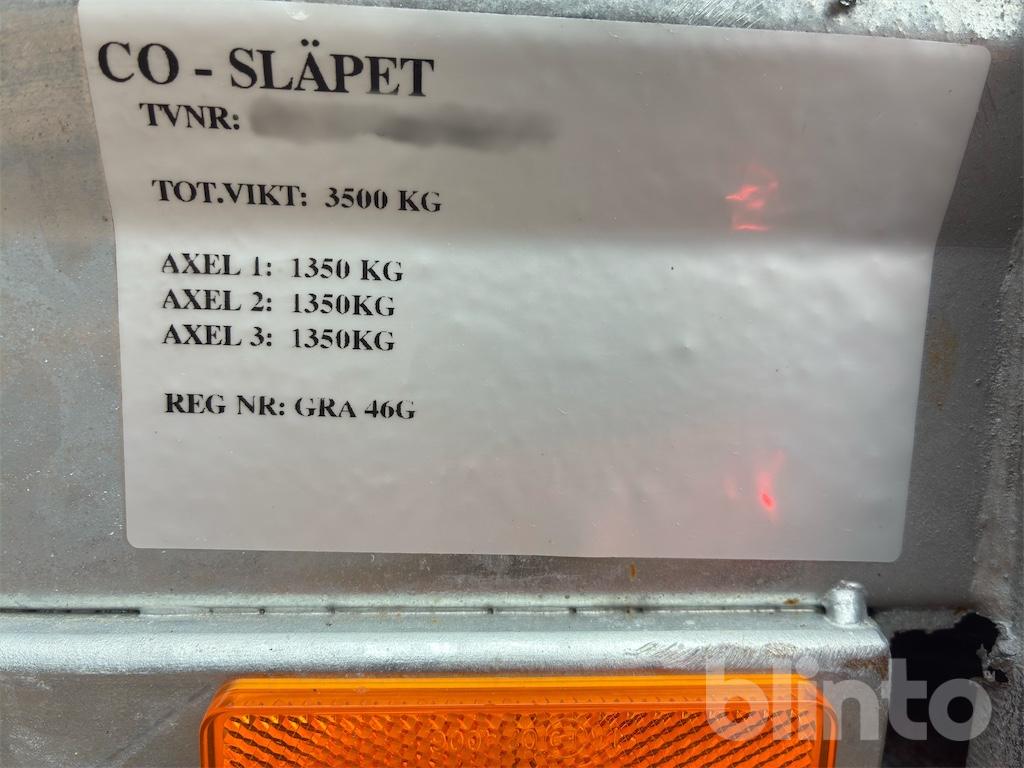 CO - SLÄPET
TVNR:
TOT.VIKT: 3500 KG
AXEL 1: 1350 KG
AXEL 2: 1350KG
AXEL 3: 1350KG
REG NR: GRA 46G
blinto